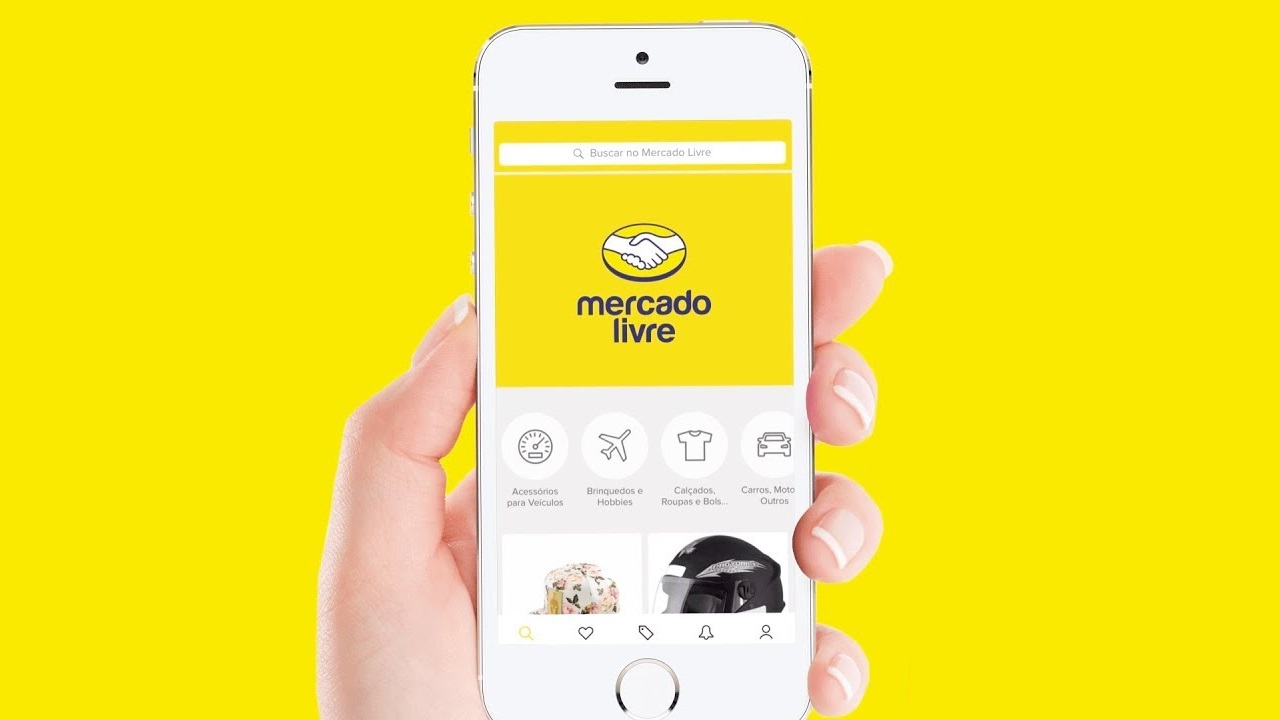 Buscar no Mercado Livre
mercado
livre
Acessórios
para Veículos
Brinquedos e
Hobbies
Calçados,
Roupas e Bols...
Carros, Moto
Outros